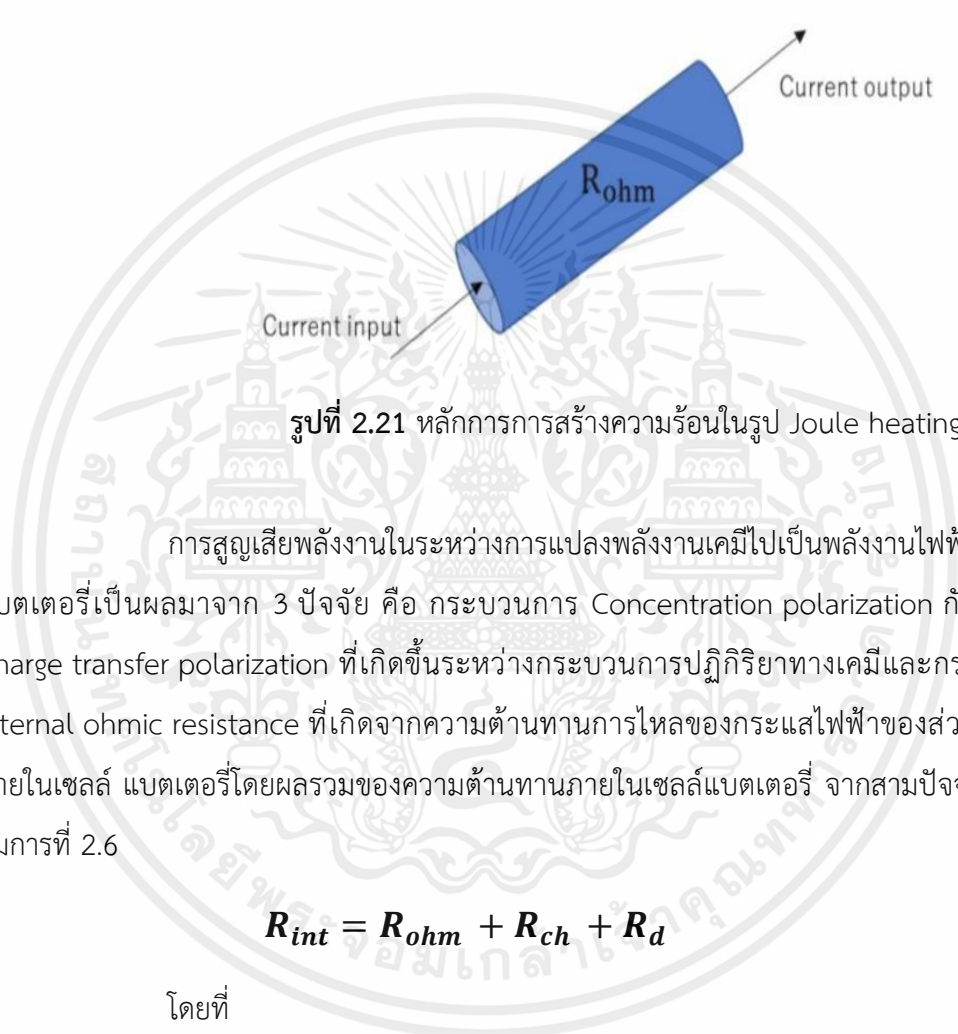 Current output
R_ohm
Current input
รูปที่ 2.21 หลักการการสร้างความร้อนในรูป Joule heating
การสูญเสียพลังงานในระหว่างการแปลงพลังงานเคมีไปเป็นพลังงานไฟฟ้
บตเตอรี่เป็นผลมาจาก 3 ปัจจัย คือ กระบวนการ Concentration polarization กั
harge transfer polarization ที่เกิดขึ้นระหว่างกระบวนการปฏิกิริยาทางเคมีและกร
ternal ohmic resistance ที่เกิดจากความต้านทานการไหลของกระแสไฟฟ้าของส่ว
ายในเซลล์ แบตเตอรี่โดยผลรวมของความต้านทานภายในเซลล์แบตเตอรี่ จากสามปัจจ
มการที่ 2.6
R_int = R_ohm + R_ch + R_d
โดยที่